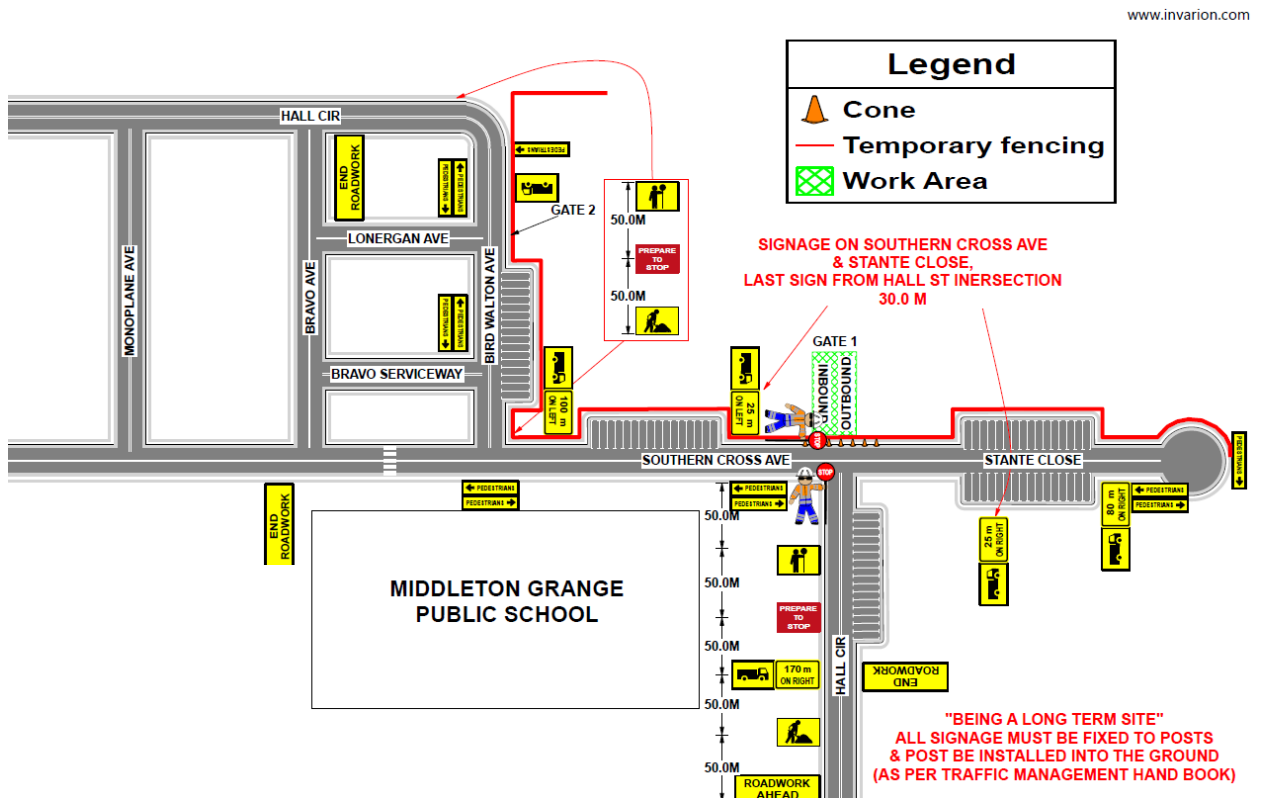 www.invarion.com
Legend
Cone
Temporary fencing
Work Area
HALL CIR
END
ROADWORK
PEDESTRIANS
PEDESTRIANS
PEDESTRIANS
GATE 2
LONERGAN AVE
MONOPLANE AVE
BRAVO AVE
BIRD WALTON AVE
PEDESTRIANS
PEDESTRIANS
BRAVO SERVICEWAY
50.0M
PREPARE
TO
STOP
50.0M
SIGNAGE ON SOUTHERN CROSS AVE
& STANTE CLOSE,
LAST SIGN FROM HALL ST INERSECTION
30.0 M
100 m
ON LEFT
25 m
ON LEFT
GATE 1
INBOUND
OUTBOUND
STOP
SOUTHERN CROSS AVE
STANTE CLOSE
PEDESTRIANS
END
ROADWORK
PEDESTRIANS
PEDESTRIANS
PEDESTRIANS
PEDESTRIANS
STOP
80 m
ON RIGHT
PEDESTRIANS
PEDESTRIANS
25 m
ON RIGHT
MIDDLETON GRANGE
PUBLIC SCHOOL
50.0M
50.0M
PREPARE
TO
STOP
50.0M
170 m
ON RIGHT
50.0M
50.0M
HALL CIR
END
ROADWORK
ROADWORK
AHEAD
"BEING A LONG TERM SITE"
ALL SIGNAGE MUST BE FIXED TO POSTS
& POST BE INSTALLED INTO THE GROUND
(AS PER TRAFFIC MANAGEMENT HAND BOOK)